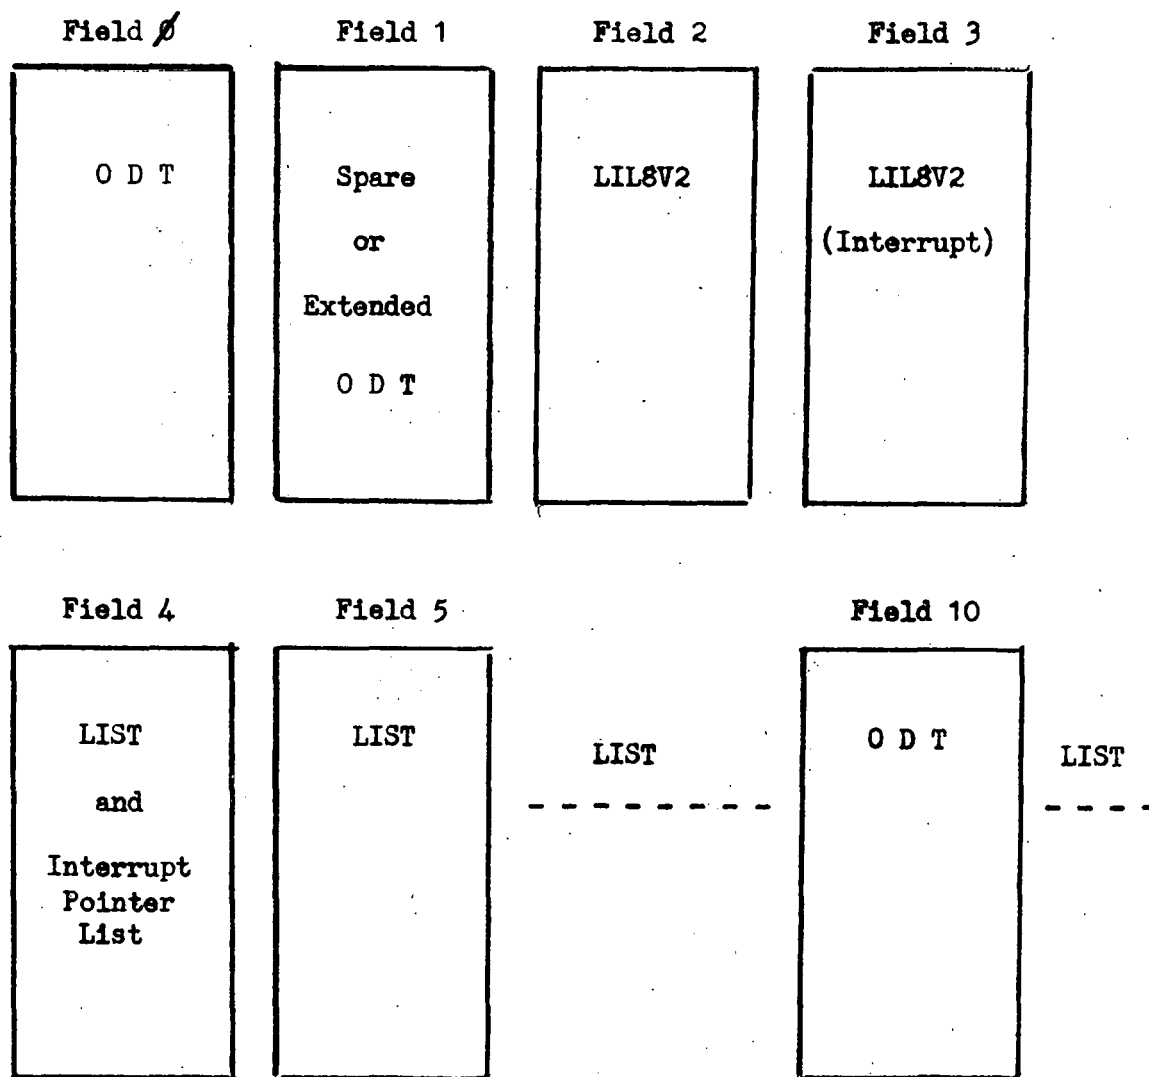 Field Ø
Field 1
Field 2
Field 3
O D T
Spare
or
Extended
O D T
LIL8V2
LIL8V2
(Interrupt)
Field 4
Field 5
Field 10
LIST
and
Interrupt
Pointer
List
LIST
LIST
O D T
LIST